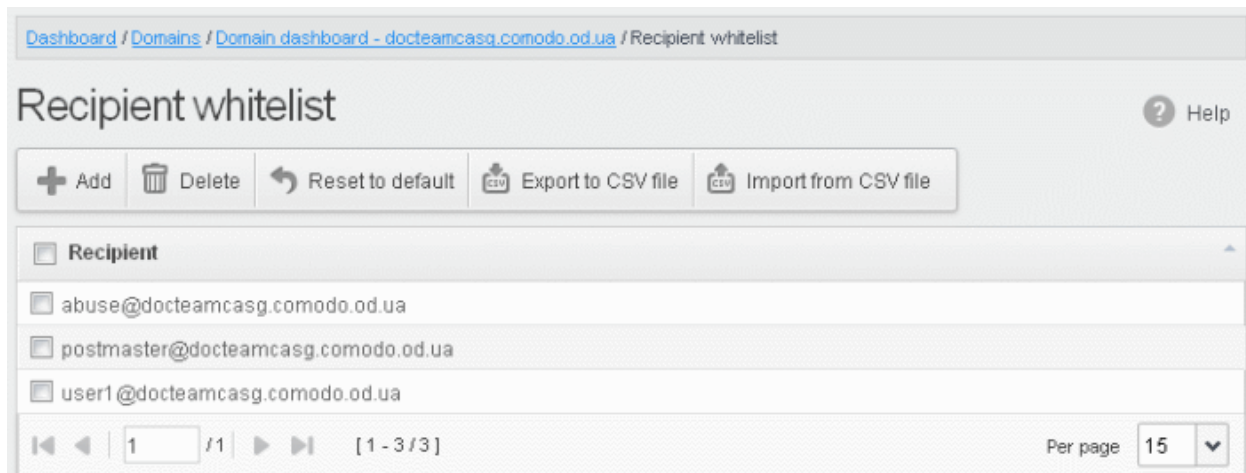 Dashboard / Domains / Domain dashboard - docteamcasg.comodo.od.ua / Recipient whitelist
Recipient whitelist
Help
Add Delete Reset to default CSV Export to CSV file CSV Import from CSV file
Recipient
abuse@docteamcasg.comodo.od.ua
postmaster@docteamcasg.comodo.od.ua
user1@docteamcasg.comodo.od.ua
1 /1 [ 1 - 3 / 3 ] Per page 15